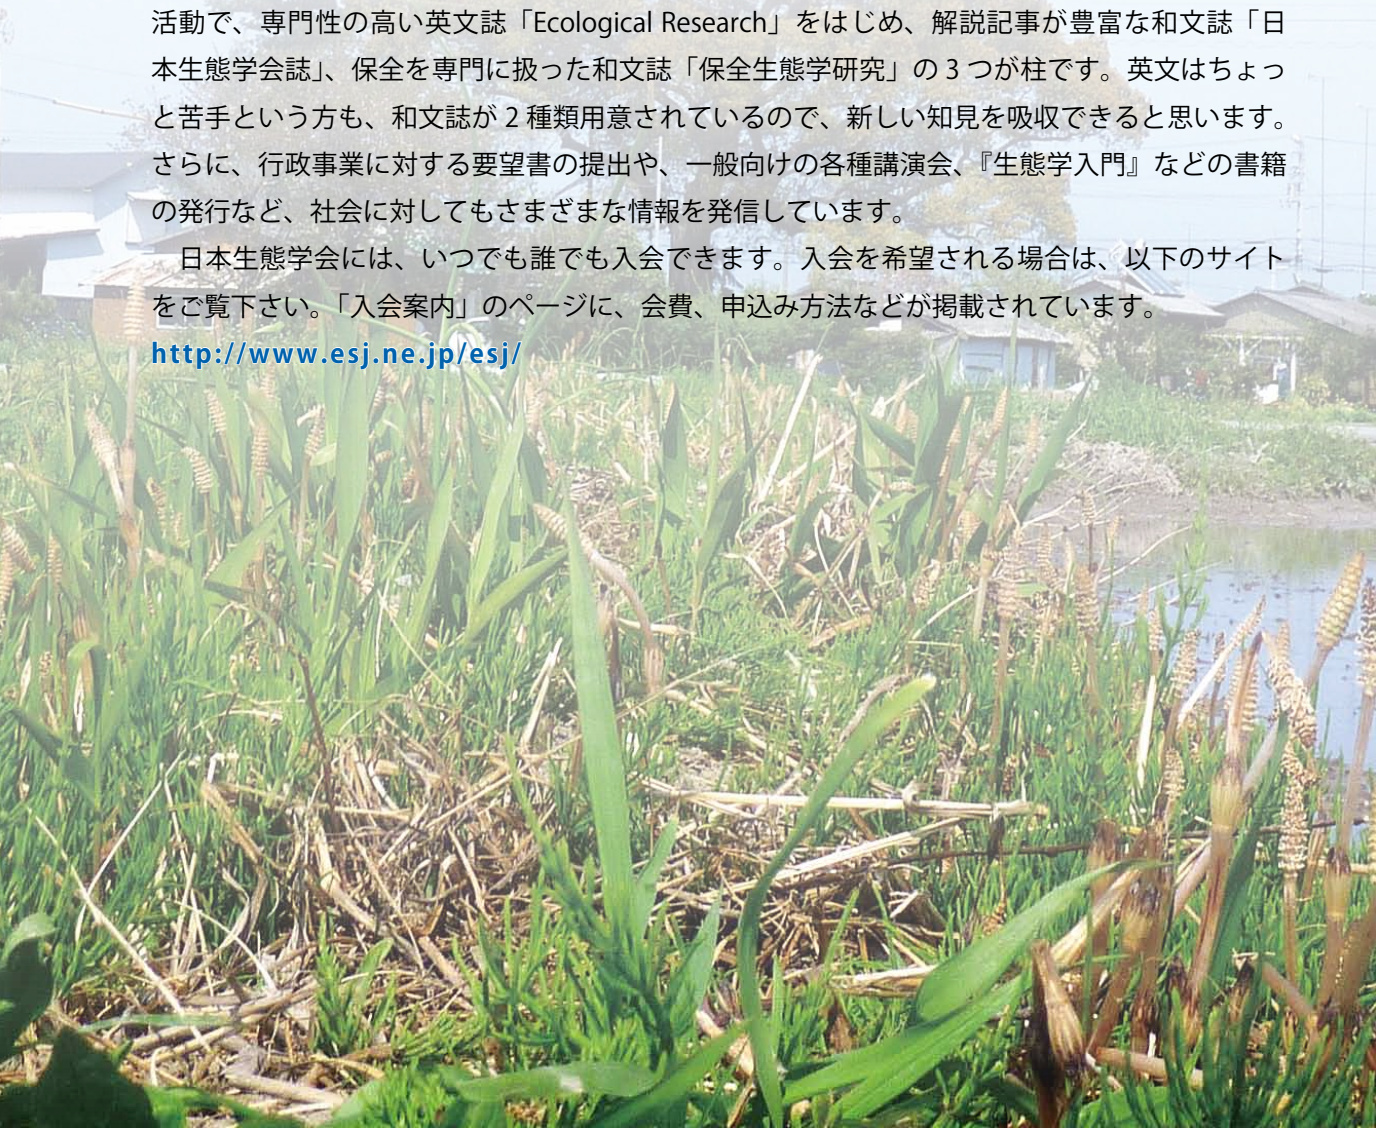 活動で、専門性の高い英文誌「Ecological Research」をはじめ、解説記事が豊富な和文誌「日
本生態学会誌」、保全を専門に扱った和文誌「保全生態学研究」の 3 つが柱です。英文はちょっ
と苦手という方も、和文誌が 2 種類用意されているので、新しい知見を吸収できると思います。
さらに、行政事業に対する要望書の提出や、一般向けの各種講演会、『生態学入門』などの書籍
の発行など、社会に対してもさまざまな情報を発信しています。
　日本生態学会には、いつでも誰でも入会できます。入会を希望される場合は、以下のサイト
をご覧下さい。「入会案内」のページに、会費、申込み方法などが掲載されています。
http://www.esj.ne.jp/esj/